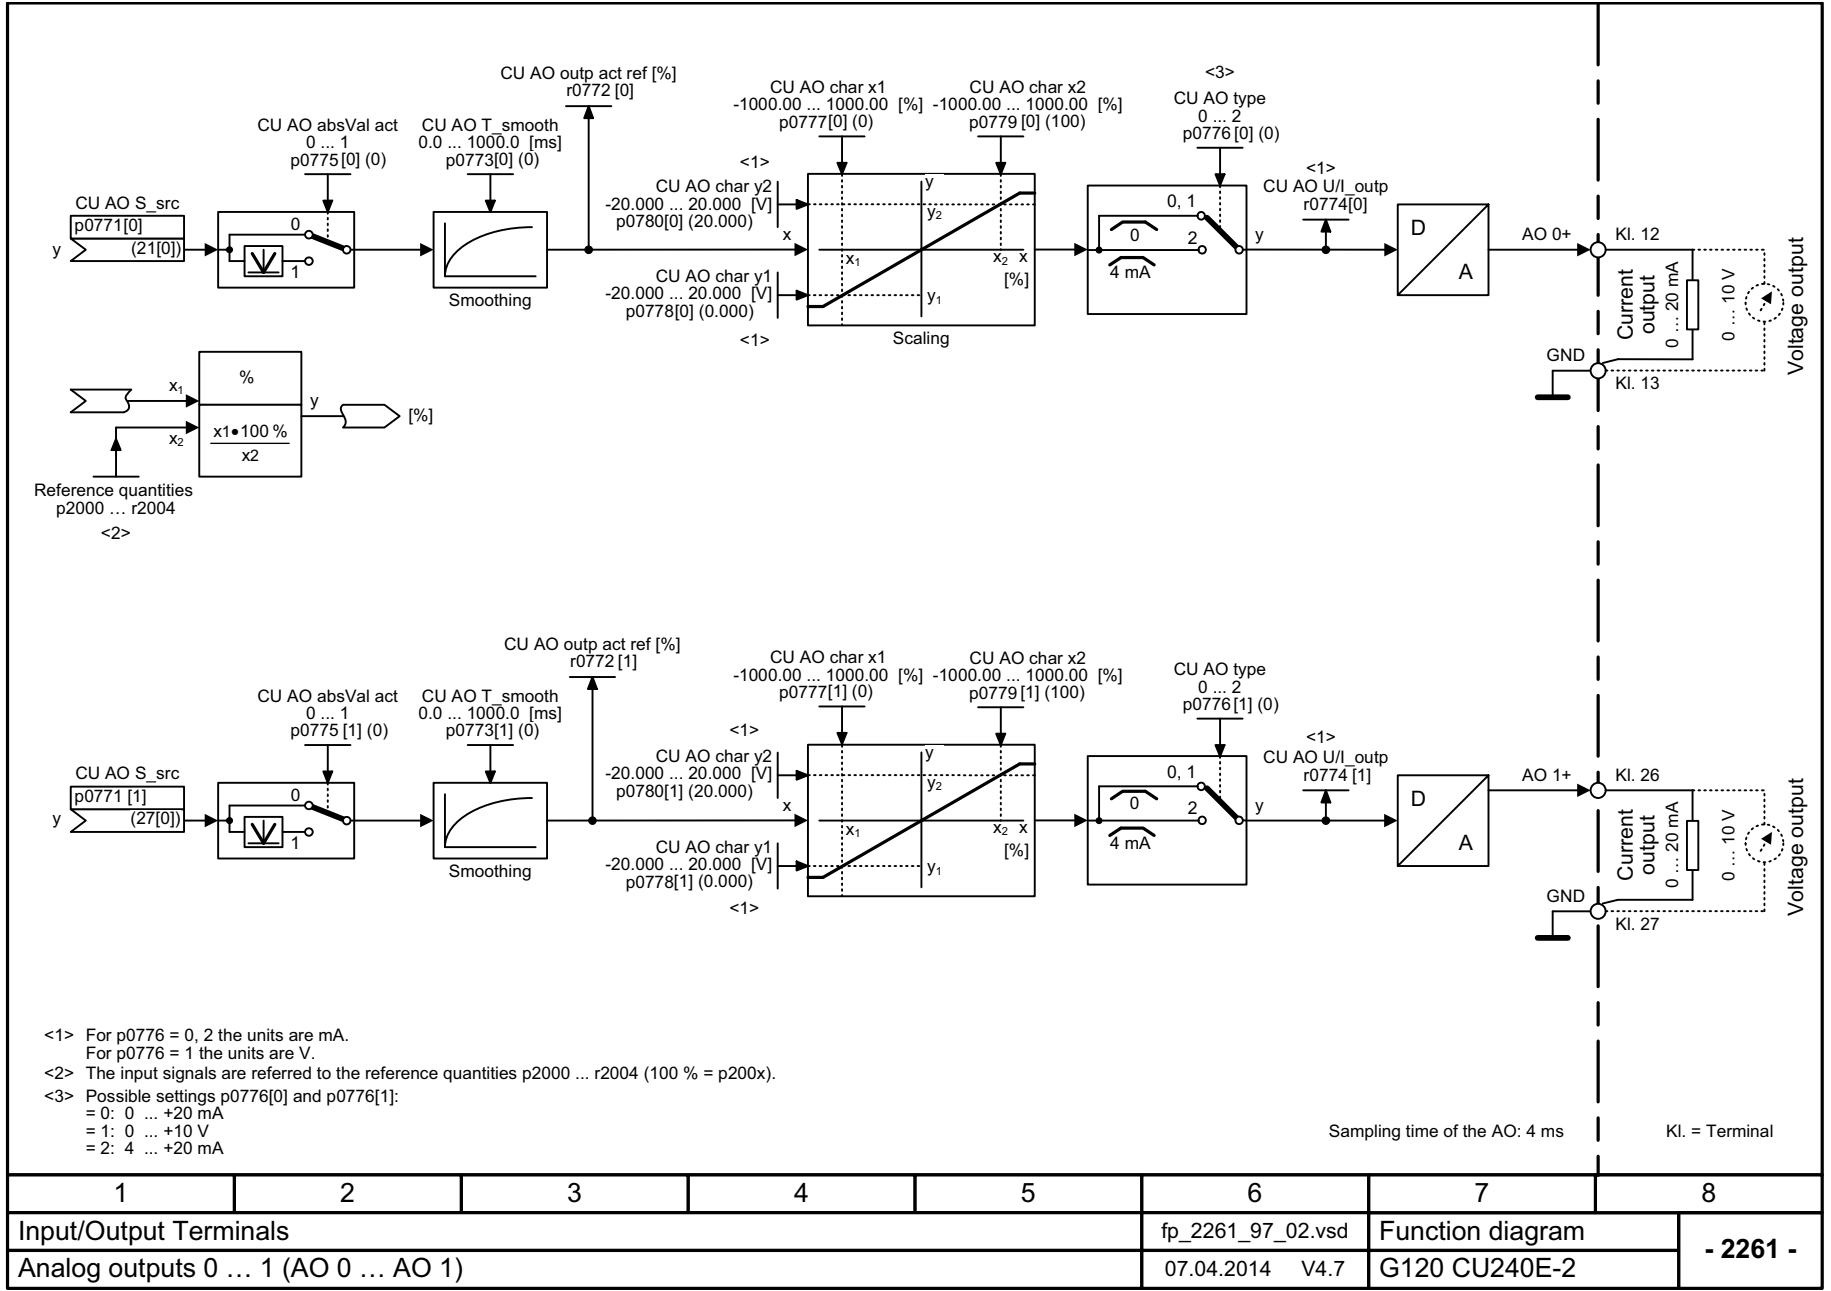 CU AO S_src
p0771[0]
(21[0])
y
CU AO absVal act
0 ... 1
p0775[0] (0)
0
1
CU AO T_smooth
0.0 ... 1000.0 [ms]
p0773[0] (0)
Smoothing
CU AO outp act ref [%]
r0772 [0]
<1>
CU AO char y2
-20.000 ... 20.000 [V]
p0780[0] (20.000)
x
CU AO char y1
-20.000 ... 20.000 [V]
p0778[0] (0.000)
<1>
CU AO char x1
-1000.00 ... 1000.00 [%]
p0777[0] (0)
CU AO char x2
-1000.00 ... 1000.00 [%]
p0779 [0] (100)
y
y2
x1
x2 x
[%]
y1
Scaling
<3>
CU AO type
0 ... 2
p0776[0] (0)
0, 1
0
2
4 mA
y
<1>
CU AO U/I_outp
r0774[0]
D
A
AO 0+
Kl. 12
GND
Kl. 13
Current output
0 ... 20 mA
0 ... 10 V
Voltage output
x1
x2
%
x1•100 %
x2
y
[%]
Reference quantities
p2000 ... r2004
<2>
CU AO S_src
p0771 [1]
(27[0])
y
CU AO absVal act
0 ... 1
p0775 [1] (0)
0
1
CU AO T_smooth
0.0 ... 1000.0 [ms]
p0773[1] (0)
Smoothing
CU AO outp act ref [%]
r0772 [1]
<1>
CU AO char y2
-20.000 ... 20.000 [V]
p0780[1] (20.000)
x
CU AO char y1
-20.000 ... 20.000 [V]
p0778[1] (0.000)
<1>
CU AO char x1
-1000.00 ... 1000.00 [%]
p0777[1] (0)
CU AO char x2
-1000.00 ... 1000.00 [%]
p0779 [1] (100)
y
y2
x1
x2 x
[%]
y1
CU AO type
0 ... 2
p0776[1] (0)
0, 1
0
2
4 mA
y
<1>
CU AO U/I_outp
r0774 [1]
D
A
AO 1+
Kl. 26
GND
Kl. 27
Current output
0 ... 20 mA
0 ... 10 V
Voltage output
<1> For p0776 = 0, 2 the units are mA.
For p0776 = 1 the units are V.
<2> The input signals are referred to the reference quantities p2000 ... r2004 (100 % = p200x).
<3> Possible settings p0776[0] and p0776[1]:
= 0: 0 ... +20 mA
= 1: 0 ... +10 V
= 2: 4 ... +20 mA
Sampling time of the AO: 4 ms
Kl. = Terminal
1 2 3 4 5 6 7 8
Input/Output Terminals
fp_2261_97_02.vsd
Function diagram
- 2261 -
Analog outputs 0 ... 1 (AO 0 ... AO 1)
07.04.2014 V4.7
G120 CU240E-2